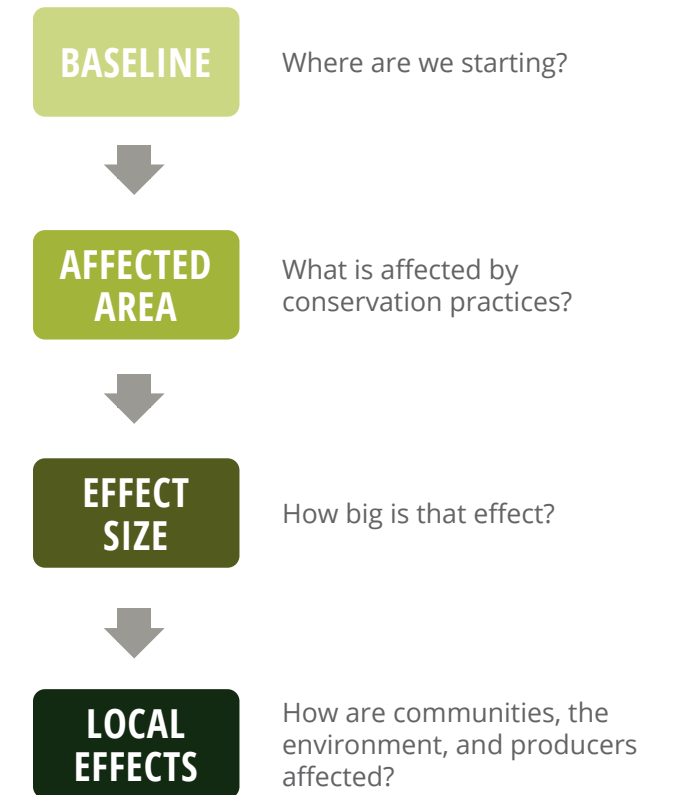 BASELINE
Where are we starting?
AFFECTED
AREA
What is affected by
conservation practices?
EFFECT
SIZE
How big is that effect?
LOCAL
EFFECTS
How are communities, the
environment, and producers
affected?